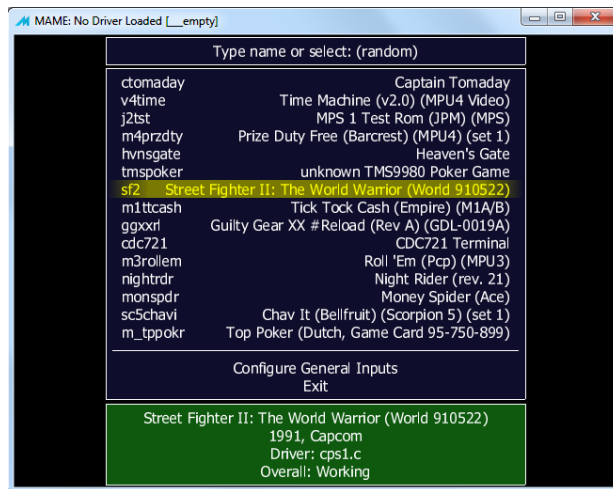 MAME: No Driver Loaded [___empty]
Type name or select: (random)
ctomaday Captain Tomaday
v4time Time Machine (v2.0) (MPU4 Video)
j2tst MPS 1 Test Rom (JPM) (MPS)
m4przdty Prize Duty Free (Barcrest) (MPU4) (set 1)
hvnsgate Heaven's Gate
tmspoker unknown TMS9980 Poker Game
sf2 Street Fighter II: The World Warrior (World 910522)
m1ttcash Tick Tock Cash (Empire) (M1A/B)
ggxxrl Guilty Gear XX #Reload (Rev A) (GDL-0019A)
cdc721 CDC721 Terminal
m3rollem Roll 'Em (Pcp) (MPU3)
nightrdr Night Rider (rev. 21)
monspdr Money Spider (Ace)
sc5chavi Chav It (Bellfruit) (Scorpion 5) (set 1)
m_tppokr Top Poker (Dutch, Game Card 95-750-899)
Configure General Inputs
Exit
Street Fighter II: The World Warrior (World 910522)
1991, Capcom
Driver: cps1.c
Overall: Working